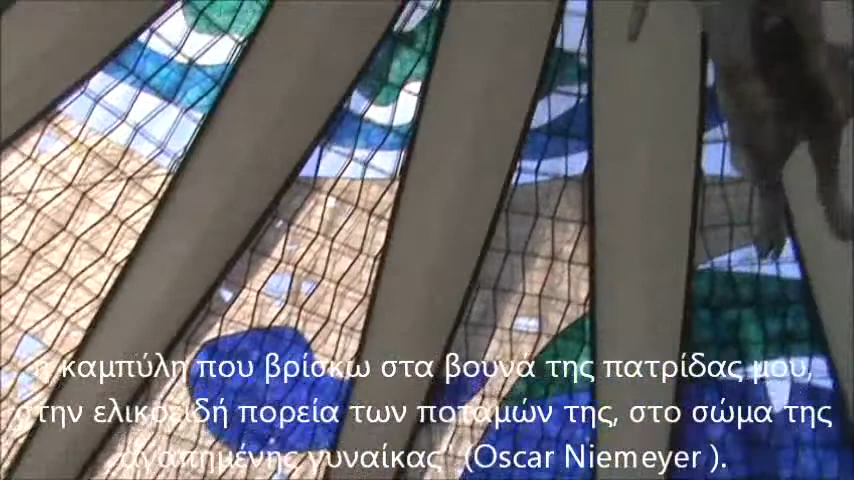 η καμπύλη που βρίσκω στα βουνά της πατρίδας μου,
στην ελικοειδή πορεία των ποταμών της, στο σώμα της
αγαπημένης γυναίκας (Oscar Niemeyer ).